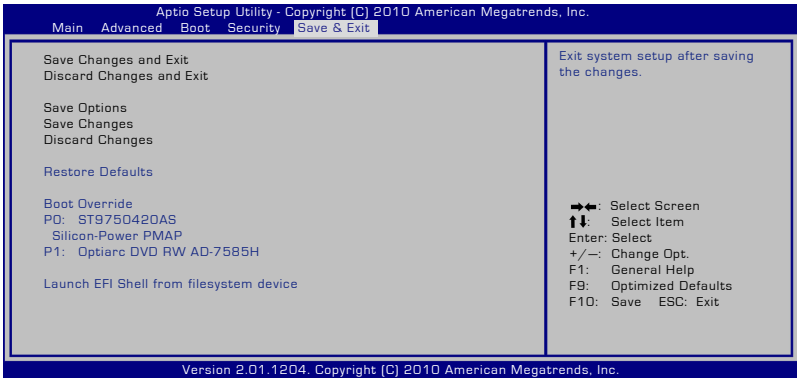 Aptio Setup Utility - Copyright (C) 2010 American Megatrends, Inc.
Main Advanced Boot Security Save & Exit
Save Changes and Exit
Discard Changes and Exit
Save Options
Save Changes
Discard Changes
Restore Defaults
Boot Override
P0: ST9750420AS
Silicon-Power PMAP
P1: Optiarc DVD RW AD-7585H
Launch EFI Shell from filesystem device
Exit system setup after saving
the changes.
→←: Select Screen
↑↓: Select Item
Enter: Select
+/—: Change Opt.
F1: General Help
F9: Optimized Defaults
F10: Save ESC: Exit
Version 2.01.1204. Copyright (C) 2010 American Megatrends, Inc.